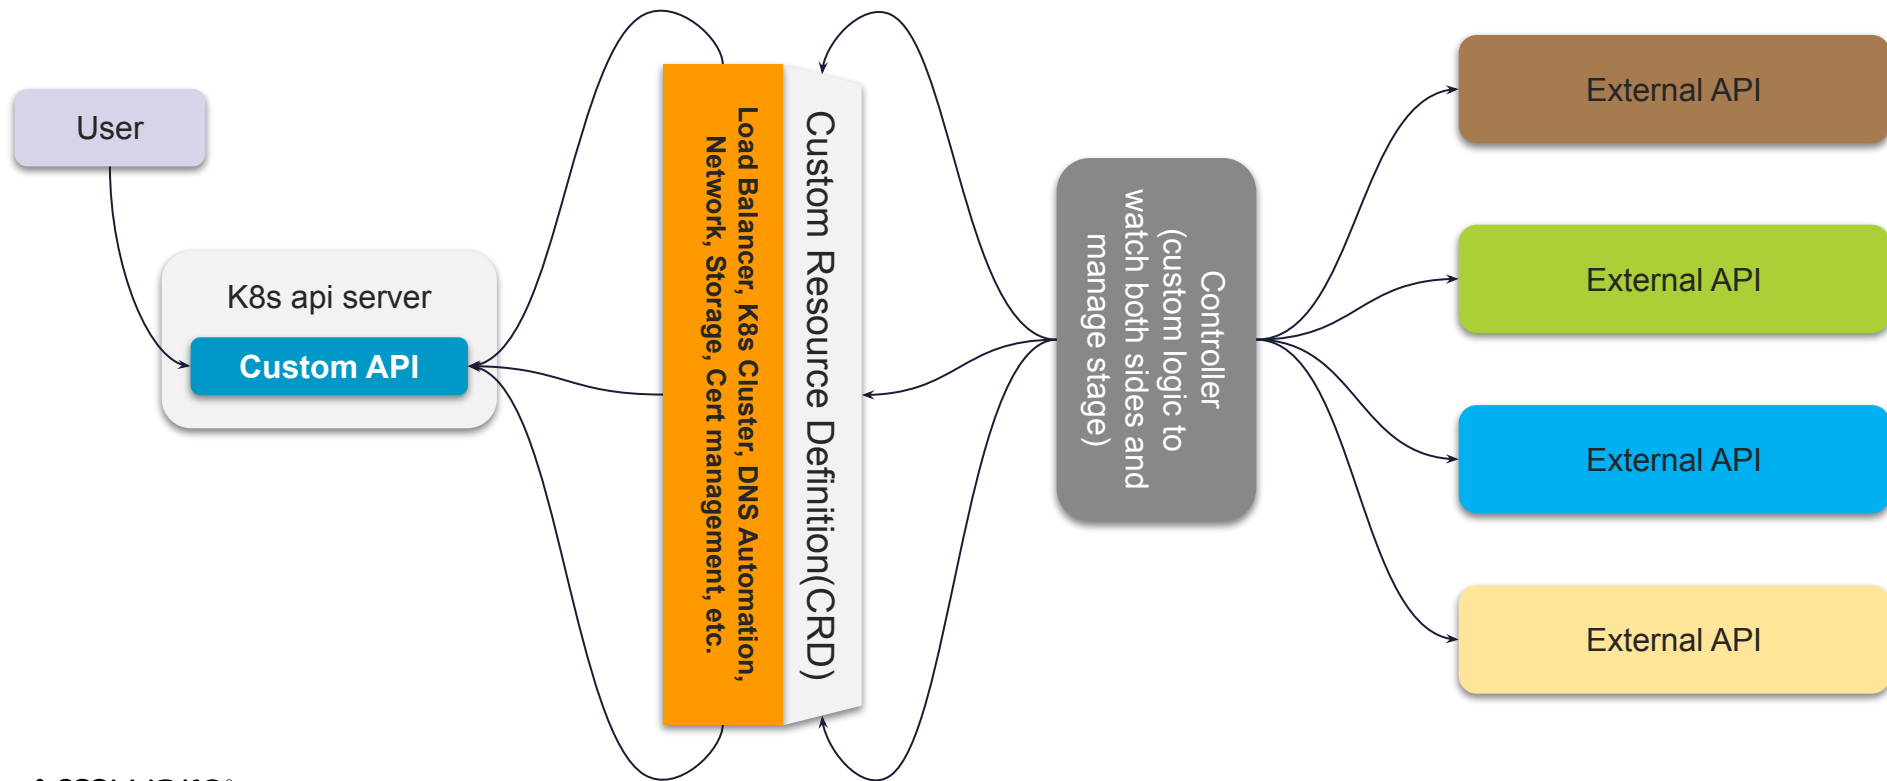 User
K8s api server
Custom API
Load Balancer, K8s Cluster, DNS Automation,
Network, Storage, Cert management, etc.
Custom Resource Definition(CRD)
Controller
(custom logic to
watch both sides and
manage stage)
External API
External API
External API
External API